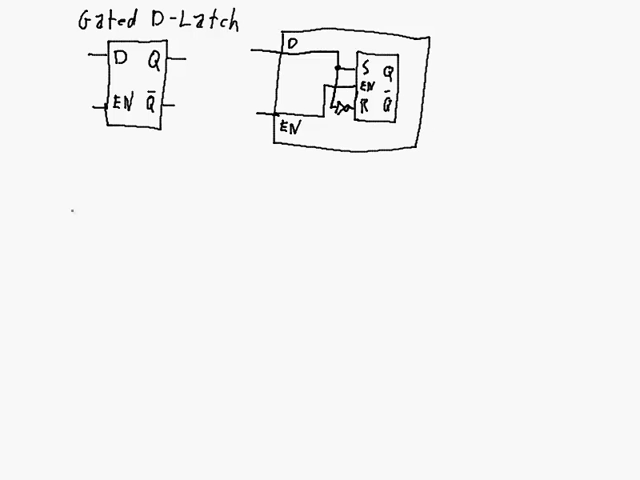 Gated D-Latch
D Q
EN Q̅
D
S Q
EN
R Q̅
EN